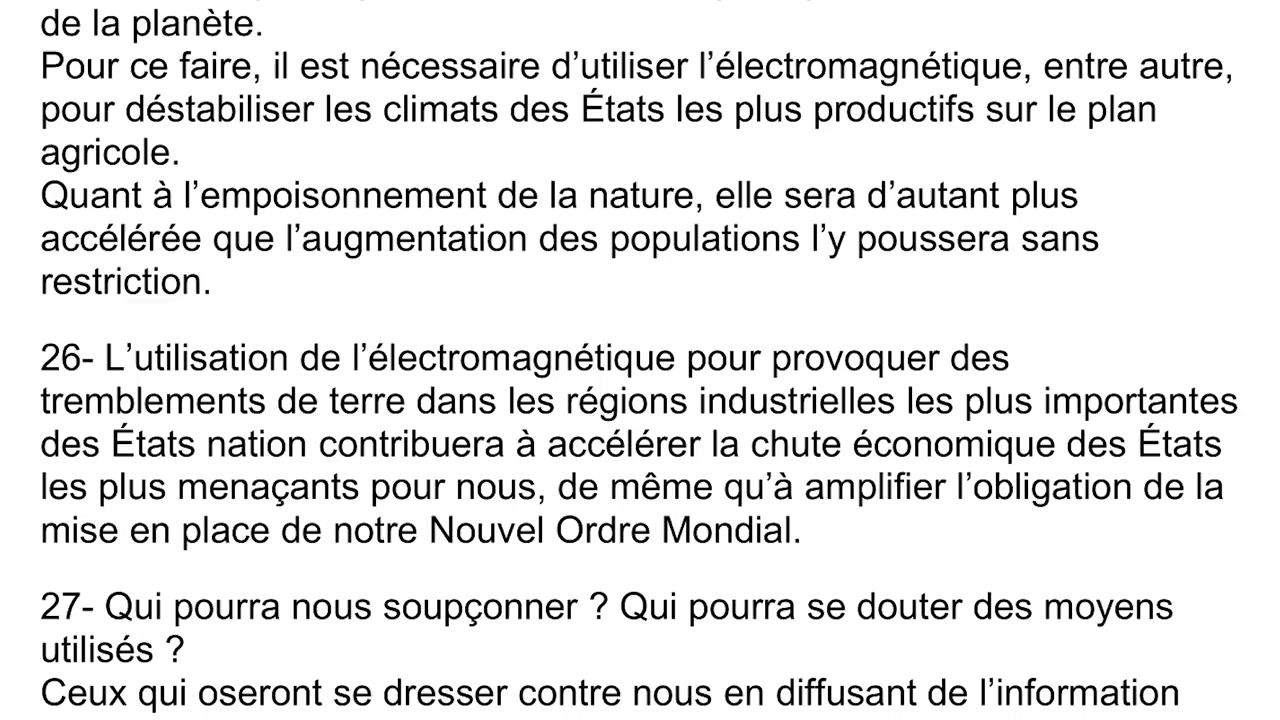 de la planète.
Pour ce faire, il est nécessaire d’utiliser l’électromagnétique, entre autre,
pour déstabiliser les climats des États les plus productifs sur le plan
agricole.
Quant à l’empoisonnement de la nature, elle sera d’autant plus
accélérée que l’augmentation des populations l’y poussera sans
restriction.
26- L’utilisation de l’électromagnétique pour provoquer des
tremblements de terre dans les régions industrielles les plus importantes
des États nation contribuera à accélérer la chute économique des États
les plus menaçants pour nous, de même qu’à amplifier l’obligation de la
mise en place de notre Nouvel Ordre Mondial.
27- Qui pourra nous soupçonner ? Qui pourra se douter des moyens
utilisés ?
Ceux qui oseront se dresser contre nous en diffusant de l’information